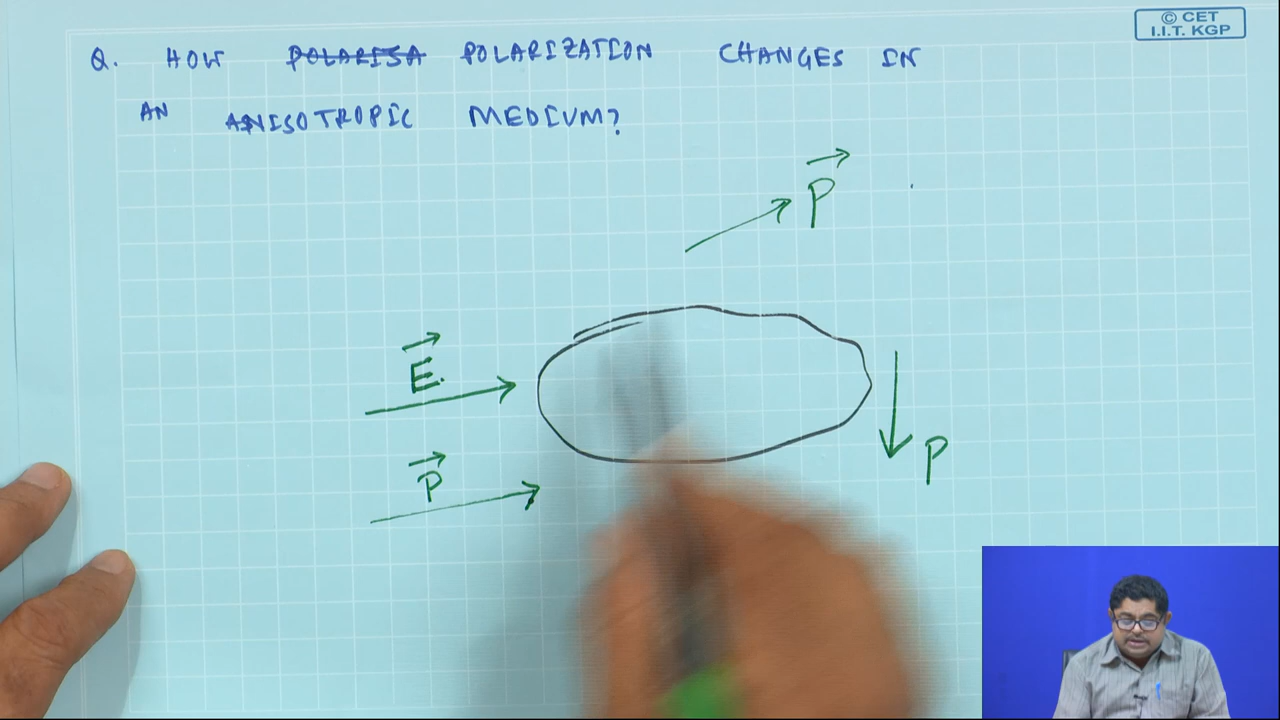 © CET
I.I.T. KGP
Q. HOW POLARISA POLARIZATION CHANGES IN
AN ANISOTROPIC MEDIUM?
P
E.
P
P